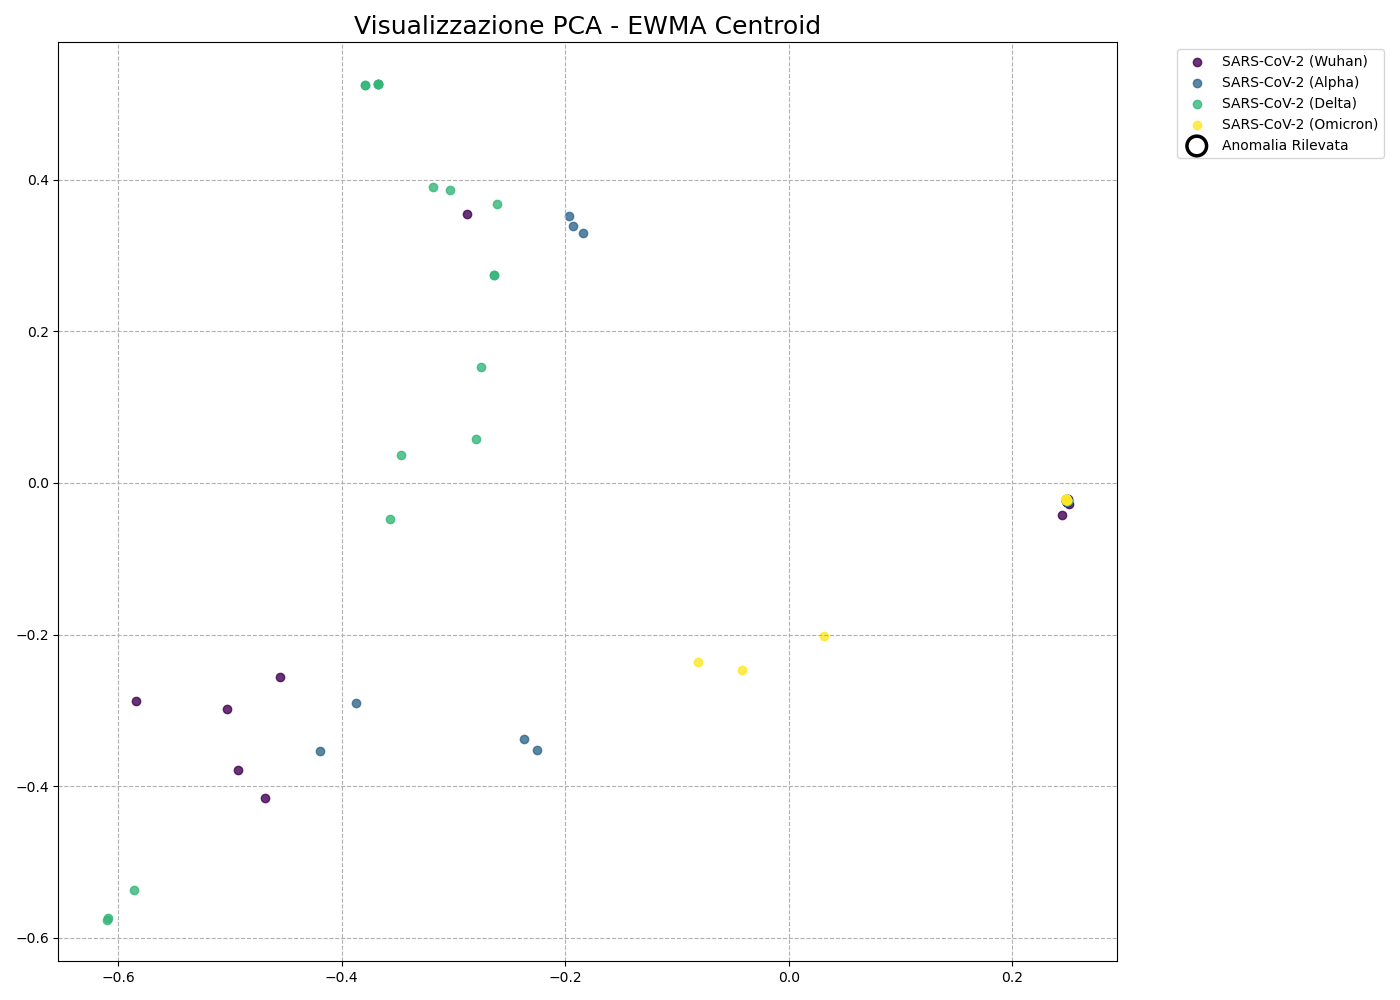 Visualizzazione PCA - EWMA Centroid
SARS-CoV-2 (Wuhan)
SARS-CoV-2 (Alpha)
SARS-CoV-2 (Delta)
SARS-CoV-2 (Omicron)
Anomalia Rilevata
0.4
0.2
0.0
−0.2
−0.4
−0.6
−0.6 −0.4 −0.2 0.0 0.2